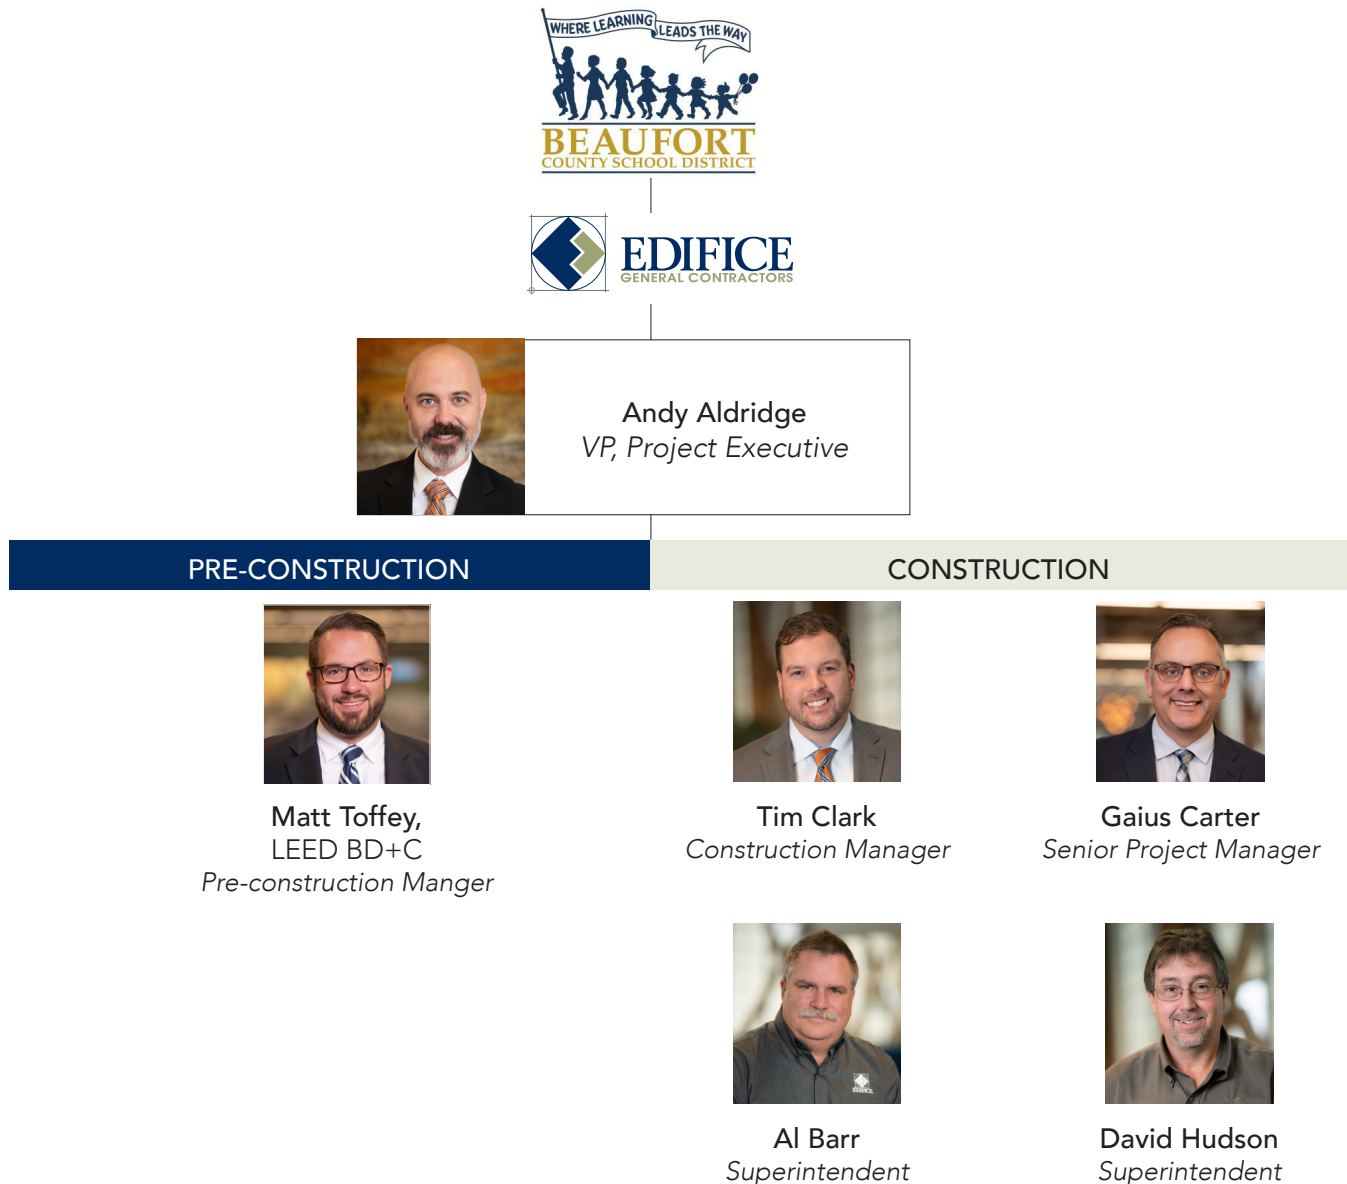 WHERE LEARNING LEADS THE WAY
BEAUFORT
COUNTY SCHOOL DISTRICT
EDIFICE
GENERAL CONTRACTORS
Andy Aldridge
VP, Project Executive
PRE-CONSTRUCTION
CONSTRUCTION
Matt Toffey,
LEED BD+C
Pre-construction Manger
Tim Clark
Construction Manager
Gaius Carter
Senior Project Manager
EDIFICE
Al Barr
Superintendent
David Hudson
Superintendent